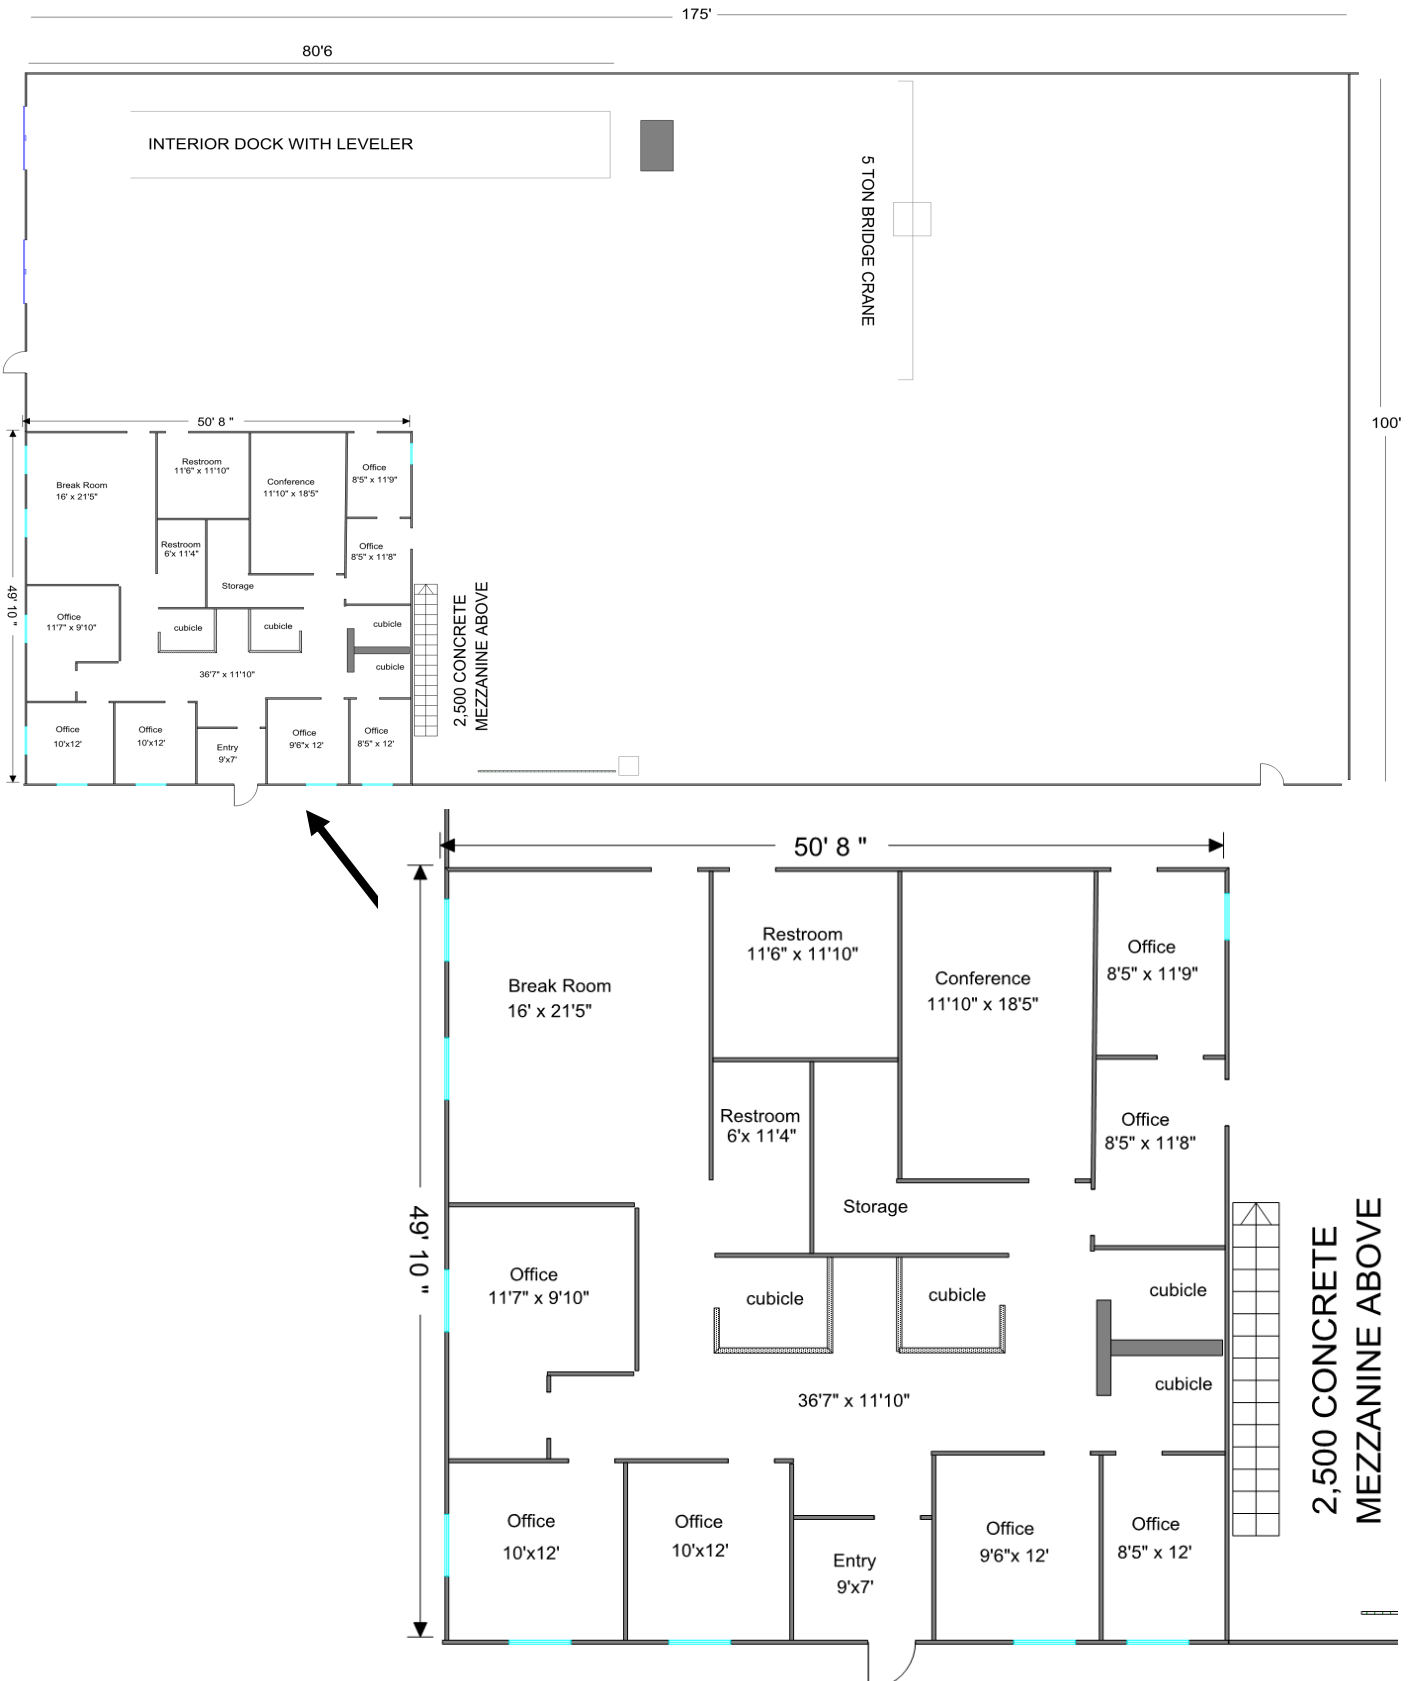 175'
80'6
INTERIOR DOCK WITH LEVELER
5 TON BRIDGE CRANE
100'
50' 8 "
49' 10 "
Restroom
11'6" x 11'10"
Conference
11'10" x 18'5"
Office
8'5" x 11'9"
Break Room
16' x 21'5"
Restroom
6'x 11'4"
Office
8'5" x 11'8"
Storage
Office
11'7" x 9'10"
cubicle
cubicle
cubicle
cubicle
36'7" x 11'10"
2,500 CONCRETE
MEZZANINE ABOVE
Office
10'x12'
Office
10'x12'
Entry
9'x7'
Office
9'6"x 12'
Office
8'5" x 12'
50' 8 "
49' 10 "
Restroom
11'6" x 11'10"
Office
8'5" x 11'9"
Break Room
16' x 21'5"
Conference
11'10" x 18'5"
Restroom
6'x 11'4"
Office
8'5" x 11'8"
Storage
Office
11'7" x 9'10"
cubicle
cubicle
cubicle
cubicle
36'7" x 11'10"
2,500 CONCRETE
MEZZANINE ABOVE
Office
10'x12'
Office
10'x12'
Entry
9'x7'
Office
9'6"x 12'
Office
8'5" x 12'